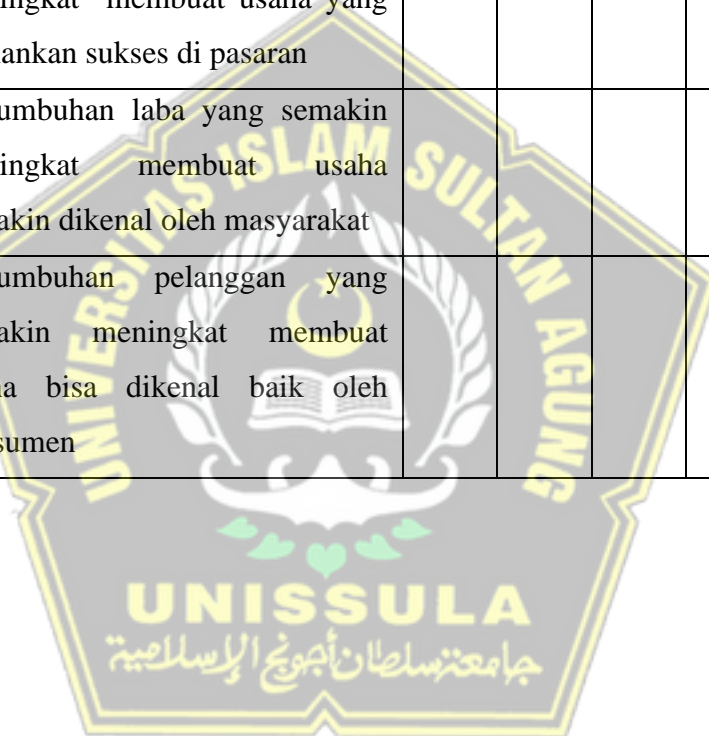 ingkat membuat usaha yang
ankan sukses di pasaran
umbuhan laba yang semakin
ingkat membuat usaha
akin dikenal oleh masyarakat
umbuhan pelanggan yang
akin meningkat membuat
a bisa dikenal baik oleh
sumen
UNIVERSITAS ISLAM SULTAN AGUNG
UNISSULA
جامعة سلطان أجونج الإسلامية